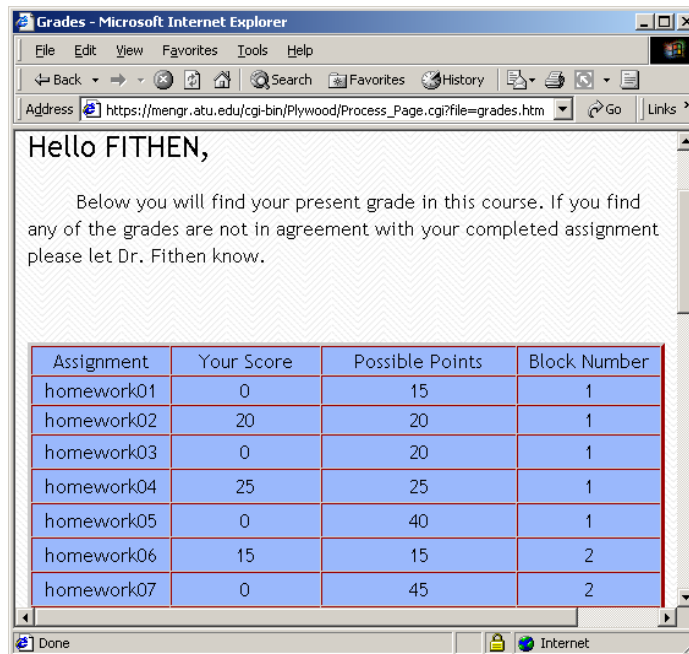 Grades - Microsoft Internet Explorer
File Edit View Favorites Tools Help
Back Search Favorites History
Address https://mengr.atu.edu/cgi-bin/Plywood/Process_Page.cgi?file=grades.htm Go Links
Hello FITHEN,
Below you will find your present grade in this course. If you find
any of the grades are not in agreement with your completed assignment
please let Dr. Fithen know.
Assignment Your Score Possible Points Block Number
homework01 0 15 1
homework02 20 20 1
homework03 0 20 1
homework04 25 25 1
homework05 0 40 1
homework06 15 15 2
homework07 0 45 2
Done Internet